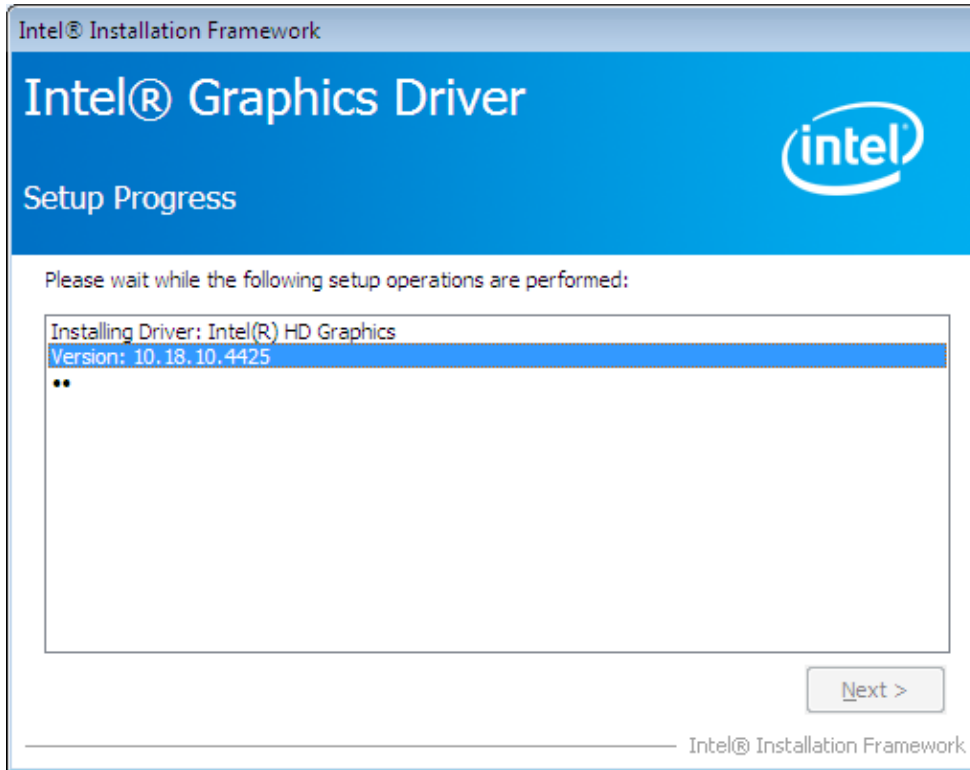 Intel® Installation Framework
Intel® Graphics Driver
intel®
Setup Progress
Please wait while the following setup operations are performed:
Installing Driver: Intel(R) HD Graphics
Version: 10.18.10.4425
••
Next >
Intel® Installation Framework